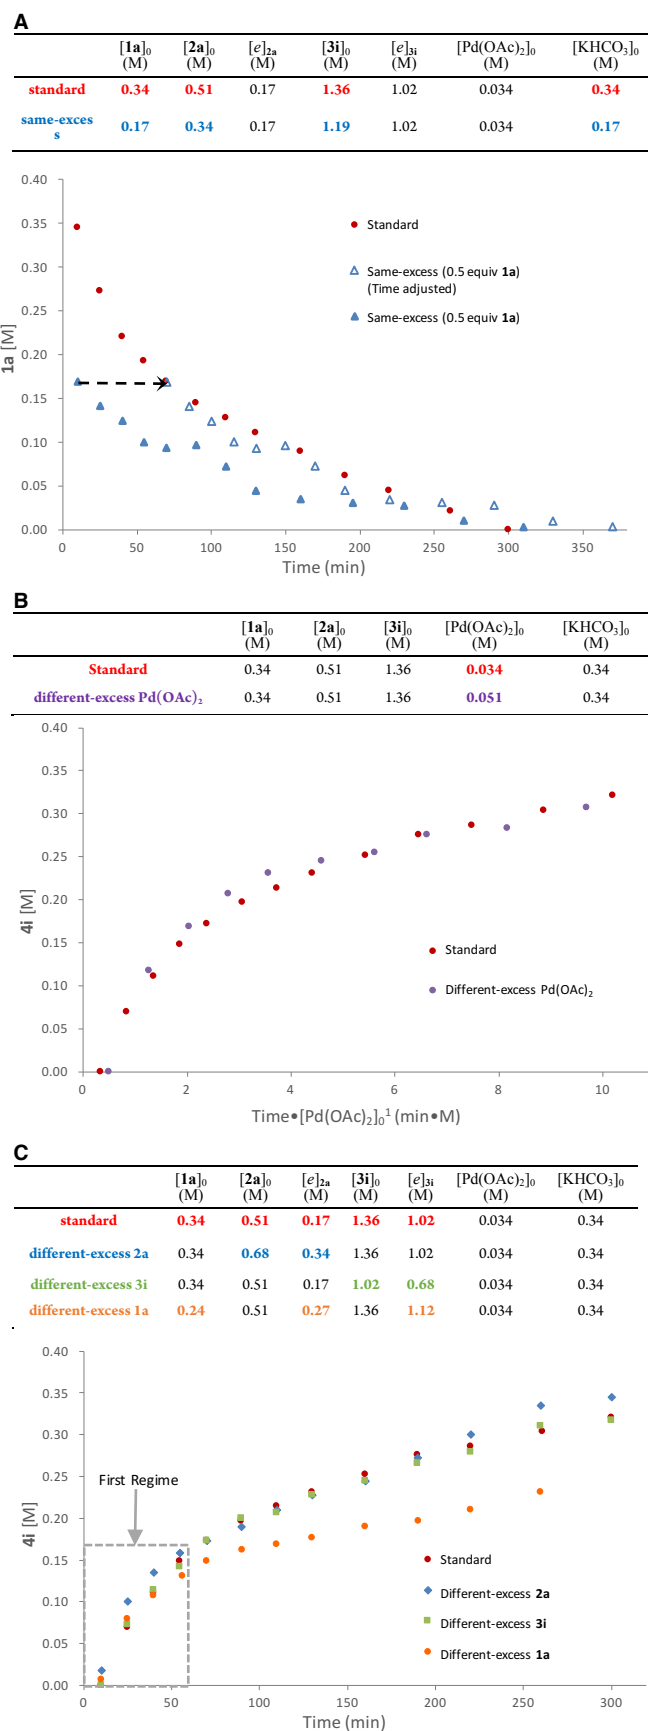 A
[1a]₀ [2a]₀ [e]₂ₐ [3i]₀ [e]₃ᵢ [Pd(OAc)₂]₀ [KHCO₃]₀
(M) (M) (M) (M) (M) (M) (M)
standard 0.34 0.51 0.17 1.36 1.02 0.034 0.34
same-exces
s 0.17 0.34 0.17 1.19 1.02 0.034 0.17
0.40
0.35
0.30
0.25
0.20
0.15
0.10
0.05
0.00
1a [M]
Standard
Same-excess (0.5 equiv 1a)
(Time adjusted)
Same-excess (0.5 equiv 1a)
0 50 100 150 200 250 300 350
Time (min)
B
[1a]₀ [2a]₀ [3i]₀ [Pd(OAc)₂]₀ [KHCO₃]₀
(M) (M) (M) (M) (M)
Standard 0.34 0.51 1.36 0.034 0.34
different-excess Pd(OAc)₂ 0.34 0.51 1.36 0.051 0.34
0.40
0.35
0.30
0.25
0.20
0.15
0.10
0.05
0.00
4i [M]
Standard
Different-excess Pd(OAc)₂
0 2 4 6 8 10
Time•[Pd(OAc)₂]₀¹ (min•M)
C
[1a]₀ [2a]₀ [e]₂ₐ [3i]₀ [e]₃ᵢ [Pd(OAc)₂]₀ [KHCO₃]₀
(M) (M) (M) (M) (M) (M) (M)
standard 0.34 0.51 0.17 1.36 1.02 0.034 0.34
different-excess 2a 0.34 0.68 0.34 1.36 1.02 0.034 0.34
different-excess 3i 0.34 0.51 0.17 1.02 0.68 0.034 0.34
different-excess 1a 0.24 0.51 0.27 1.36 1.12 0.034 0.34
0.40
0.35
0.30
0.25
0.20
0.15
0.10
0.05
0.00
4i [M]
First Regime
Standard
Different-excess 2a
Different-excess 3i
Different-excess 1a
0 50 100 150 200 250 300
Time (min)